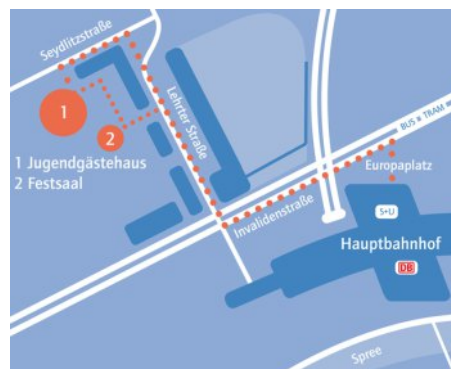 Seydlitzstraße
1
2
1 Jugendgästehaus
2 Festsaal
Lehrter Straße
BUS TRAM
Europaplatz
Invalidenstraße
S+U
Hauptbahnhof
DB
Spree